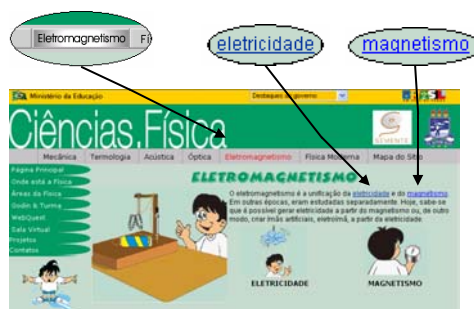 Eletromagnetismo Fí
eletricidade
magnetismo
Ministério da Educação
Destaques do governo
Ciências.Física
SEMENTE
Mecânica Termologia Acústica Óptica Eletromagnetismo Física Moderna Mapa do Site
Página Principal
Onde está a Física
Áreas da Física
Godin & Turma
WebQuest
Sala Virtual
Projetos
Contatos
ELETROMAGNETISMO
O eletromagnetismo é a unificação da eletricidade e do magnetismo.
Em outras épocas, eram estudadas separadamente. Hoje, sabe-se
que é possível gerar eletricidade a partir do magnetismo ou, de outro
modo, criar ímãs artificiais, eletroímã, a partir da eletricidade.
ELETRICIDADE
MAGNETISMO